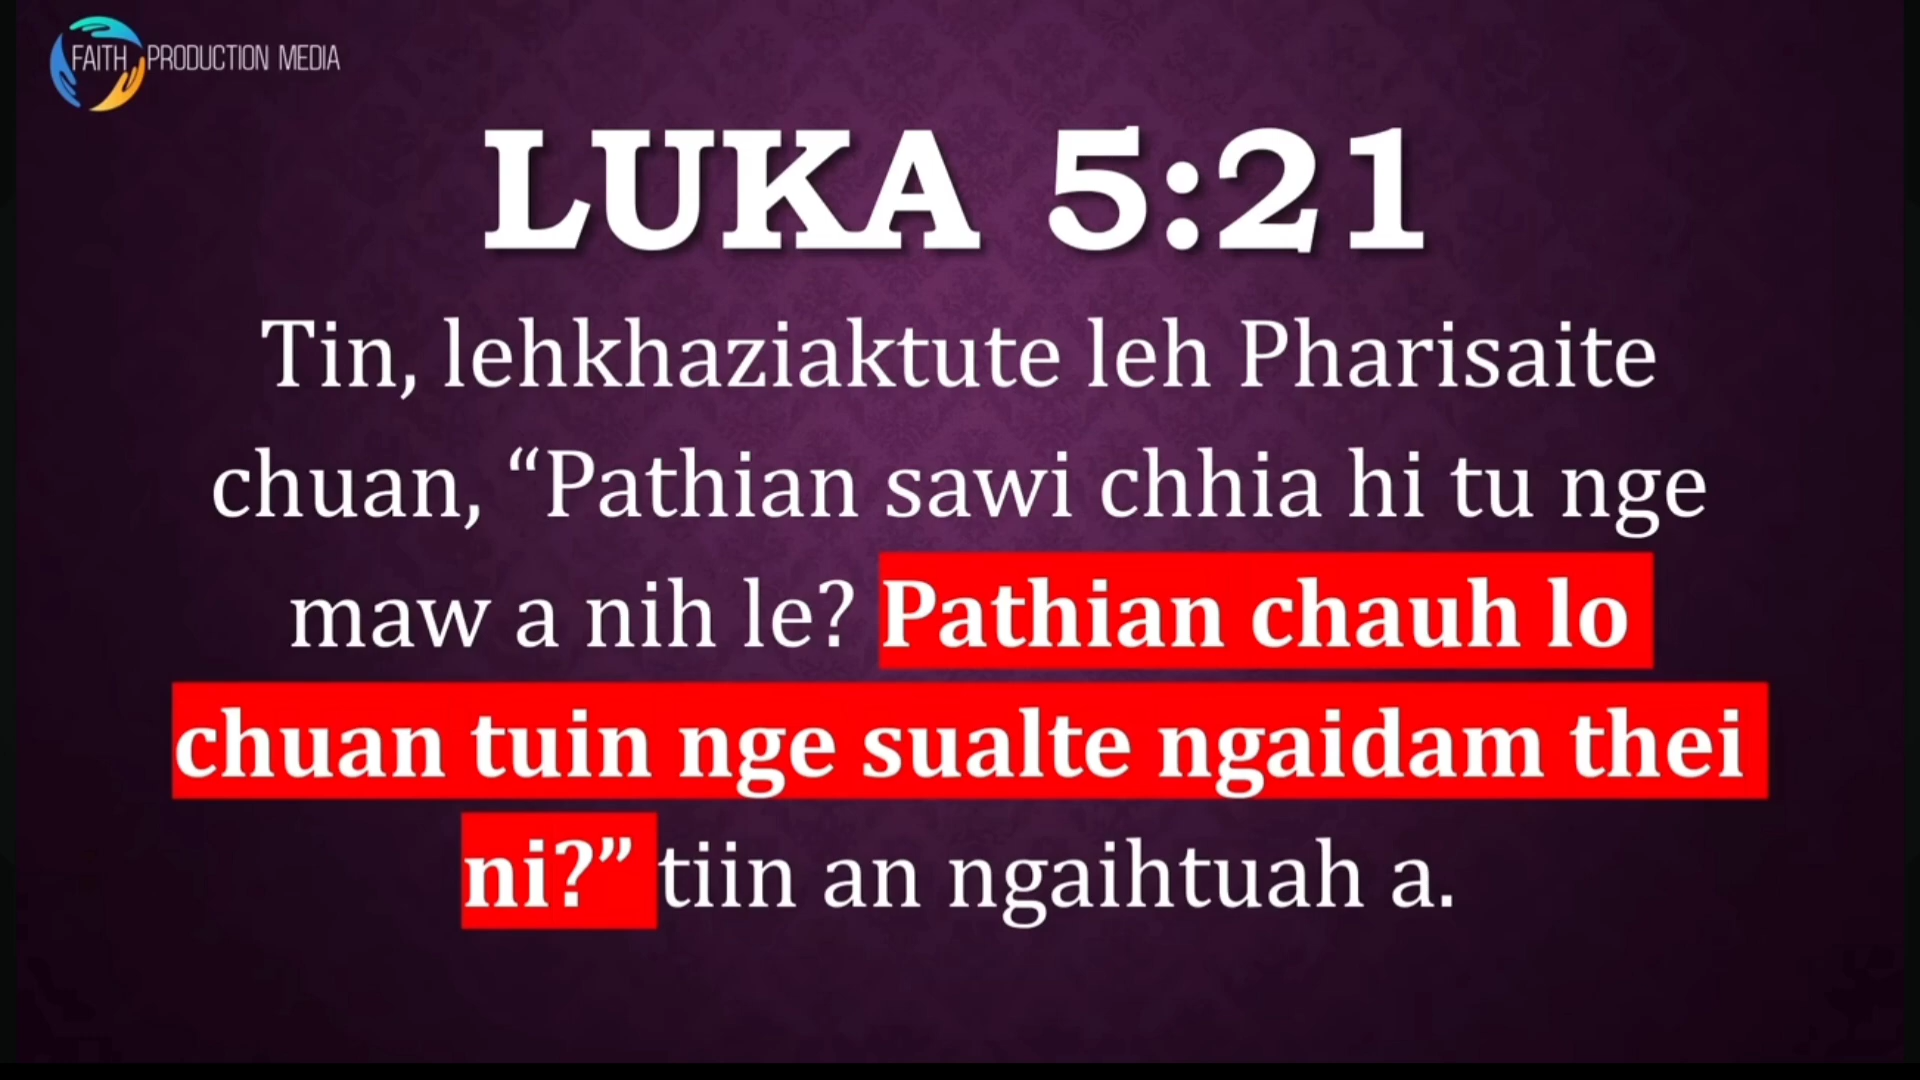 FAITH PRODUCTION MEDIA
LUKA 5:21
Tin, lehkhaziaktute leh Pharisaite
chuan, “Pathian sawi chhia hi tu nge
maw a nih le? Pathian chauh lo
chuan tuin nge sualte ngaidam thei
ni?” tiin an ngaihtuah a.